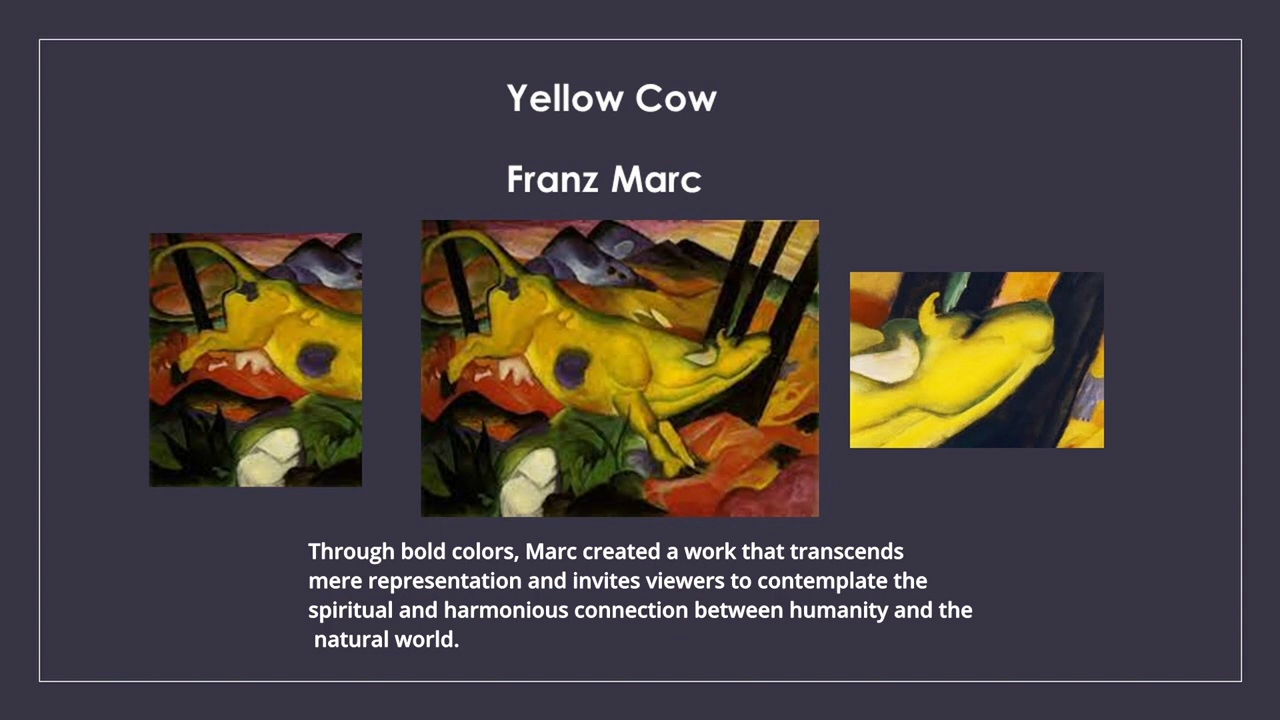 Yellow Cow
Franz Marc
Through bold colors, Marc created a work that transcends
mere representation and invites viewers to contemplate the
spiritual and harmonious connection between humanity and the
natural world.